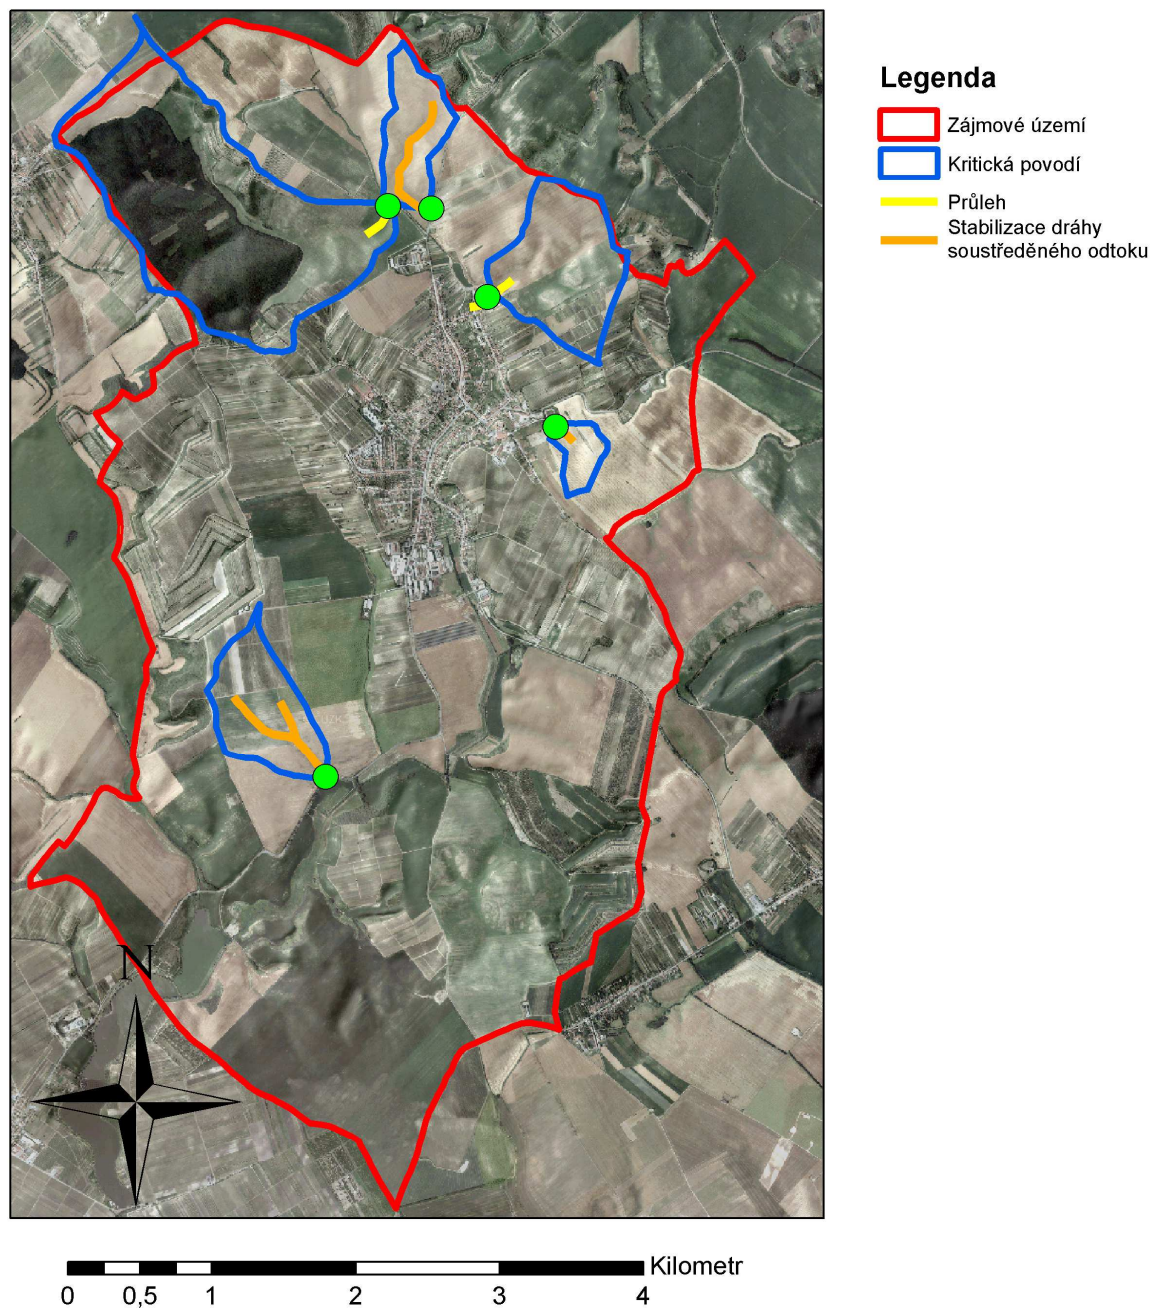 Legenda
Zájmové území
Kritická povodí
Průleh
Stabilizace dráhy
soustředěného odtoku
N
Kilometr
0 0,5 1 2 3 4